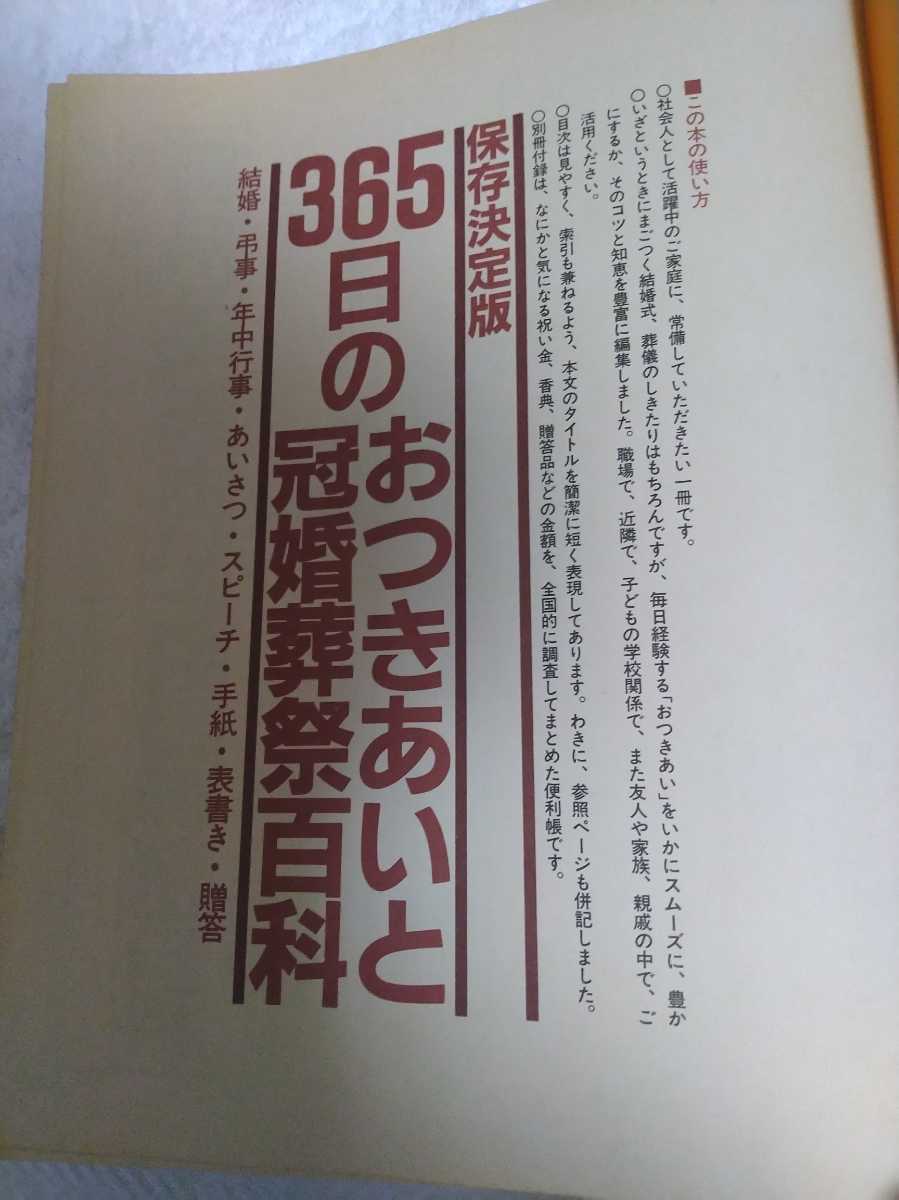 ■この本の使い方
○社会人として活躍中のご家庭に、常備していただきたい一冊です。
○いざというときにまごつく結婚式、葬儀のしきたりはもちろんですが、毎日経験する「おつきあい」をいかにスムーズに、豊か
にするか、そのコツと知恵を豊富に編集しました。職場で、近隣で、子どもの学校関係で、また友人や家族、親戚の中で、ご
活用ください。
○目次は見やすく、索引も兼ねるよう、本文のタイトルを簡潔に短く表現してあります。わきに、参照ページも併記しました。
○別冊付録は、なにかと気になる祝い金、香典、贈答品などの金額を、全国的に調査してまとめた便利帳です。
保存決定版
365日の
おつきあいと
冠婚葬祭百科
結婚・弔事・年中行事・あいさつ・スピーチ・手紙・表書き・贈答